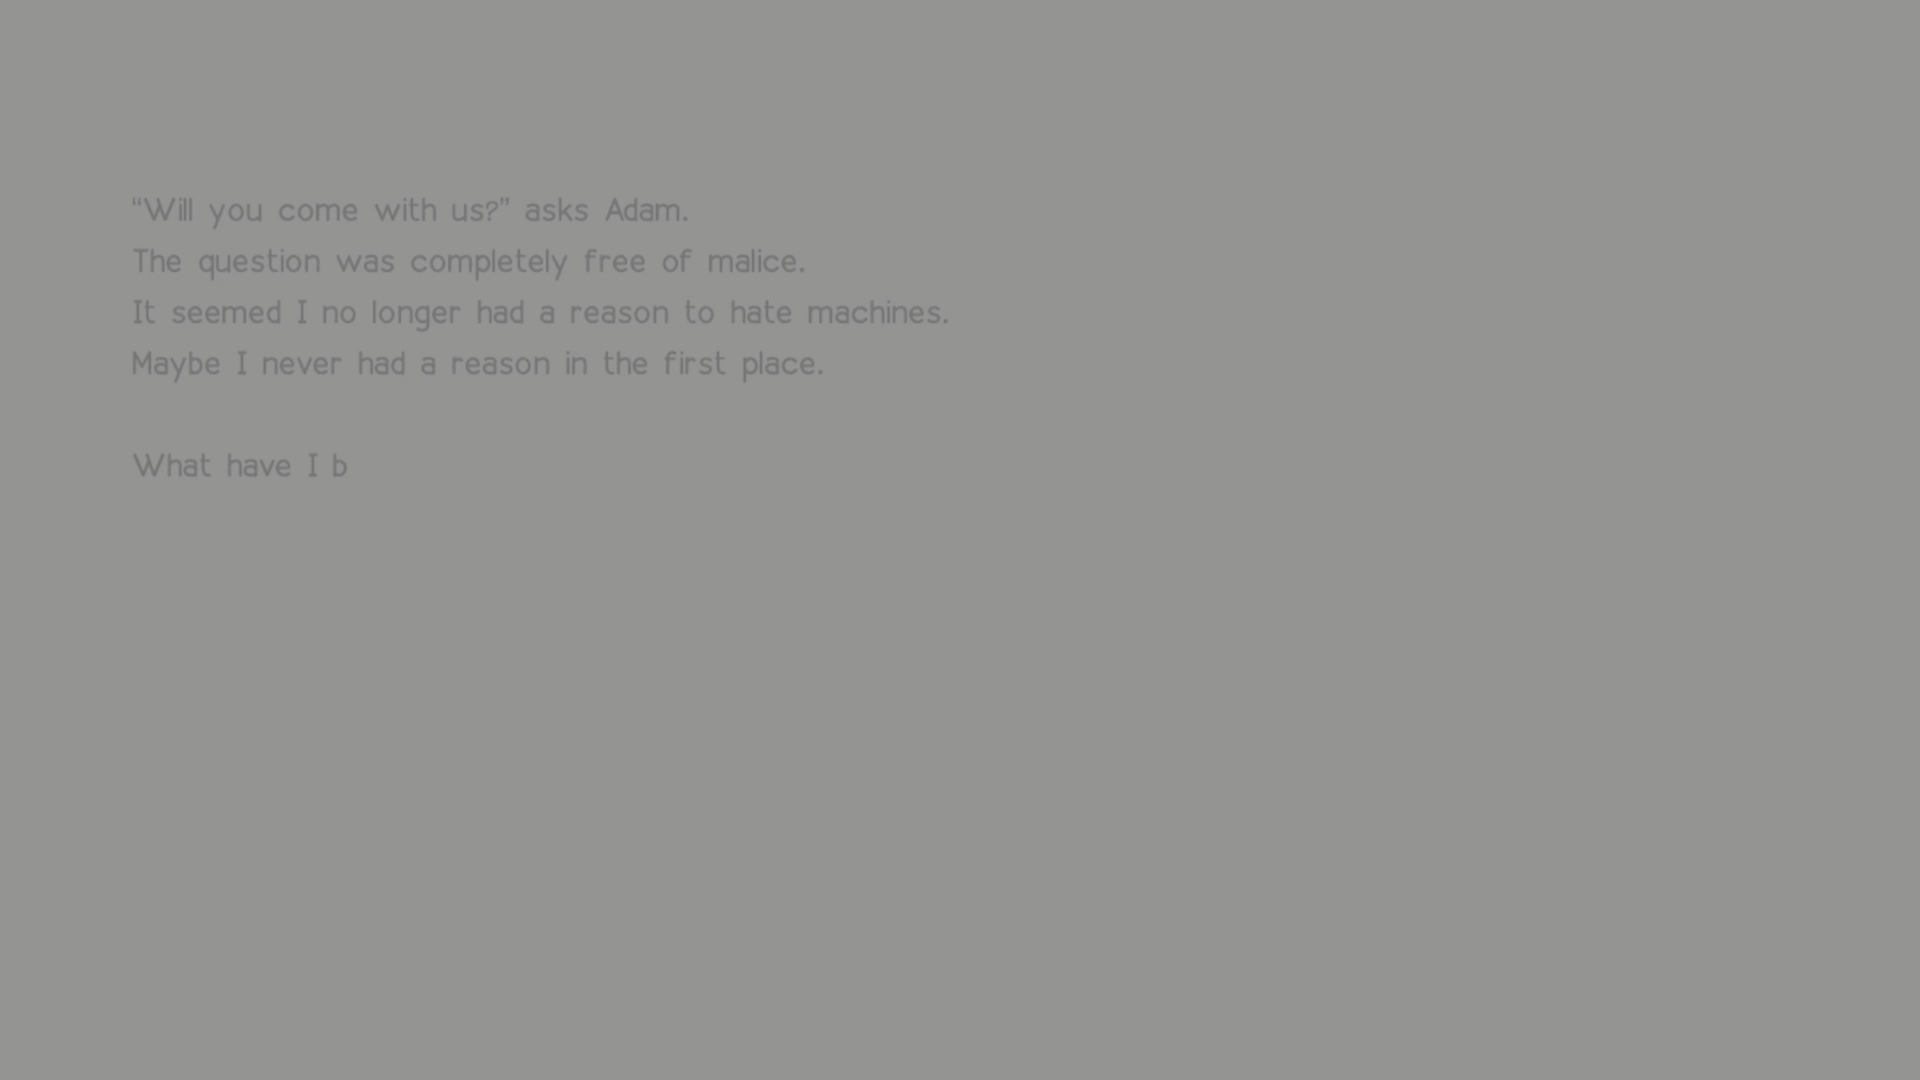 “Will you come with us?” asks Adam.
The question was completely free of malice.
It seemed I no longer had a reason to hate machines.
Maybe I never had a reason in the first place.
What have I b